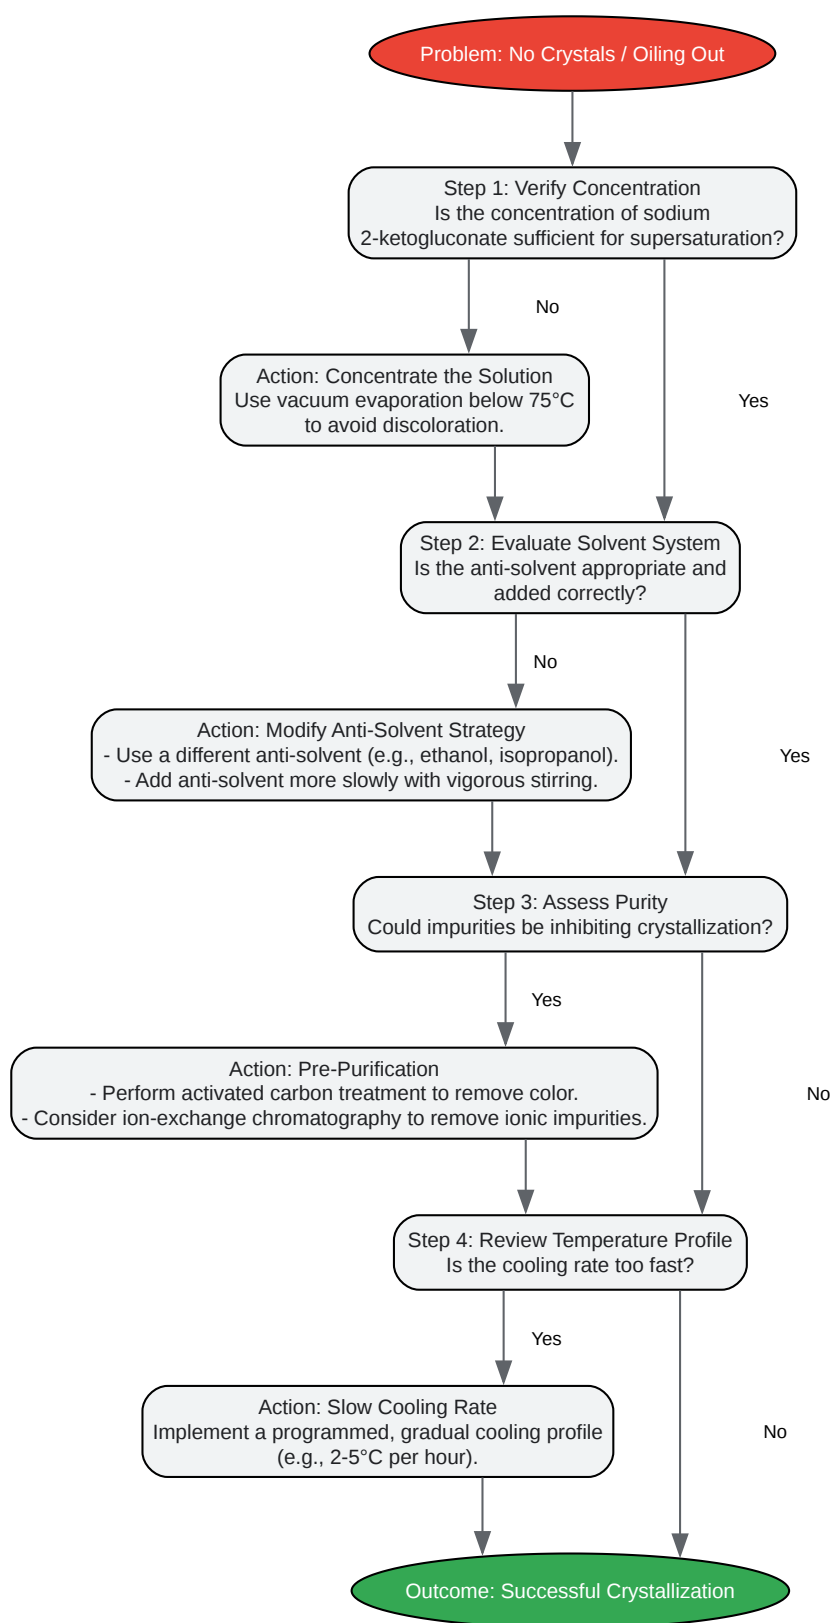 Problem: No Crystals / Oiling Out
Step 1: Verify Concentration
Is the concentration of sodium
2-ketogluconate sufficient for supersaturation?
No
Action: Concentrate the Solution
Use vacuum evaporation below 75°C
to avoid discoloration.
Yes
Step 2: Evaluate Solvent System
Is the anti-solvent appropriate and
added correctly?
No
Action: Modify Anti-Solvent Strategy
- Use a different anti-solvent (e.g., ethanol, isopropanol).
- Add anti-solvent more slowly with vigorous stirring.
Yes
Step 3: Assess Purity
Could impurities be inhibiting crystallization?
Yes
Action: Pre-Purification
- Perform activated carbon treatment to remove color.
- Consider ion-exchange chromatography to remove ionic impurities.
No
Step 4: Review Temperature Profile
Is the cooling rate too fast?
Yes
Action: Slow Cooling Rate
Implement a programmed, gradual cooling profile
(e.g., 2-5°C per hour).
No
Outcome: Successful Crystallization